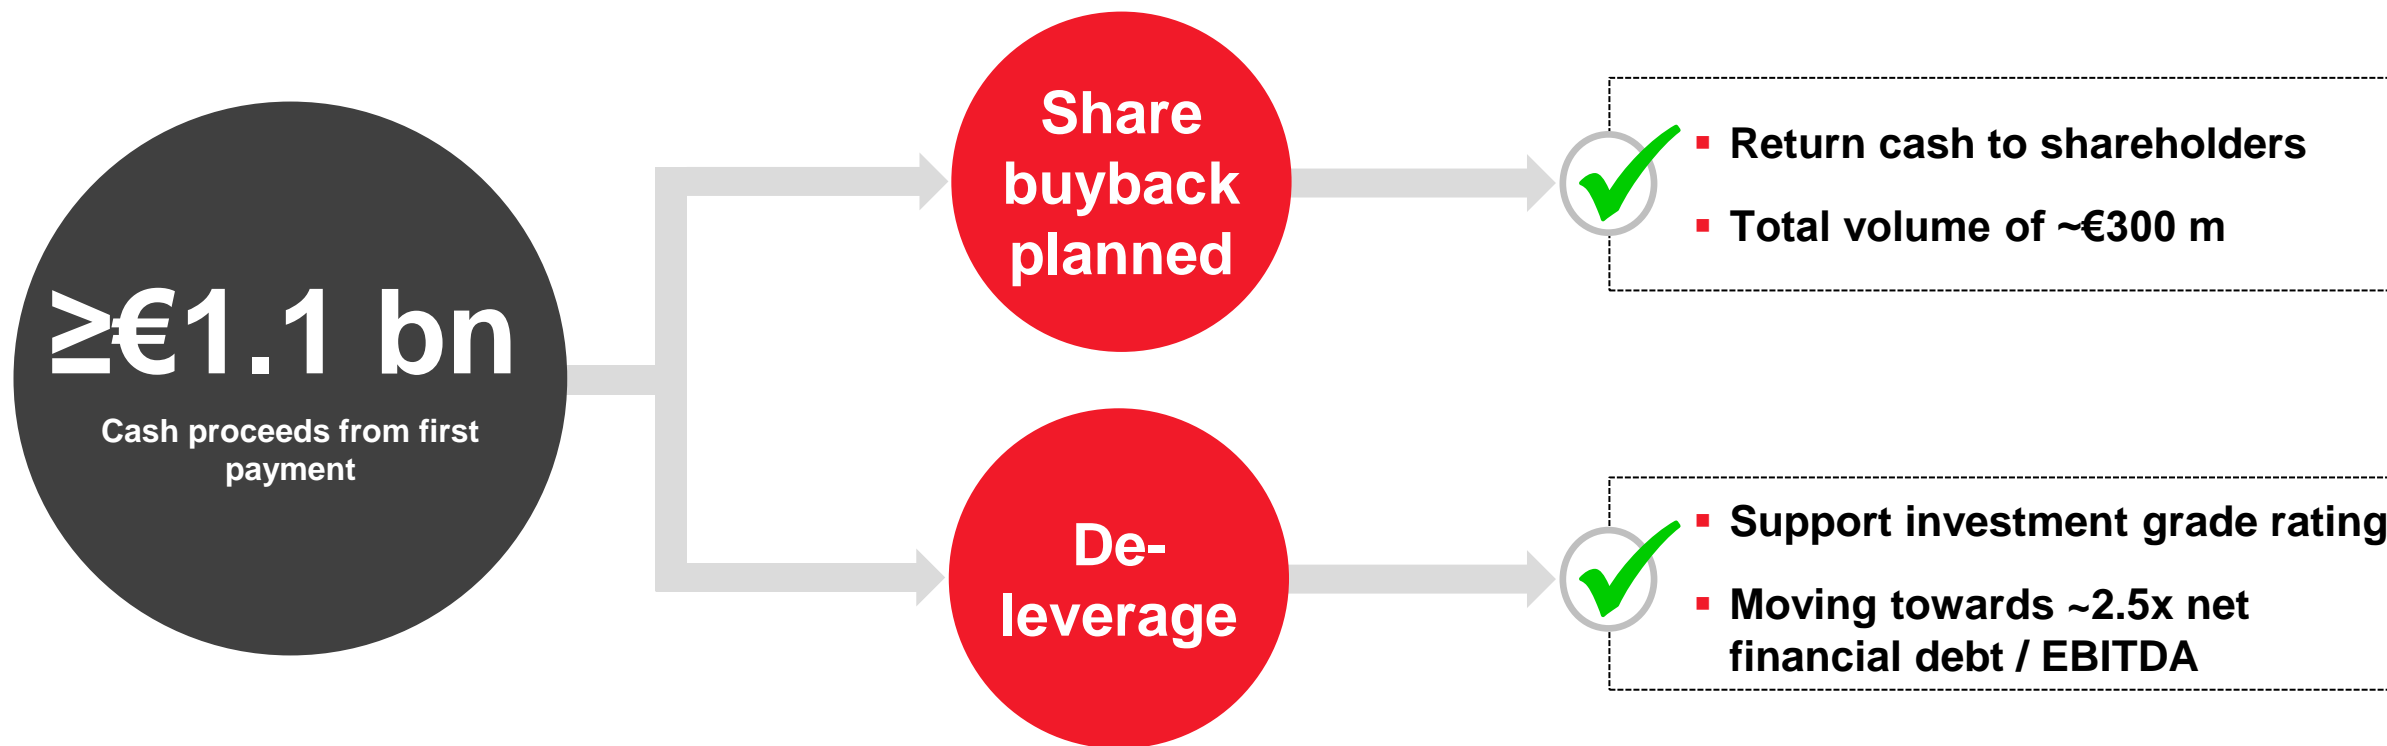 ≥€1.1 bn
Cash proceeds from first
payment
Share
buyback
planned
▪ Return cash to shareholders
▪ Total volume of ~€300 m
De-
leverage
▪ Support investment grade rating
▪ Moving towards ~2.5x net
financial debt / EBITDA